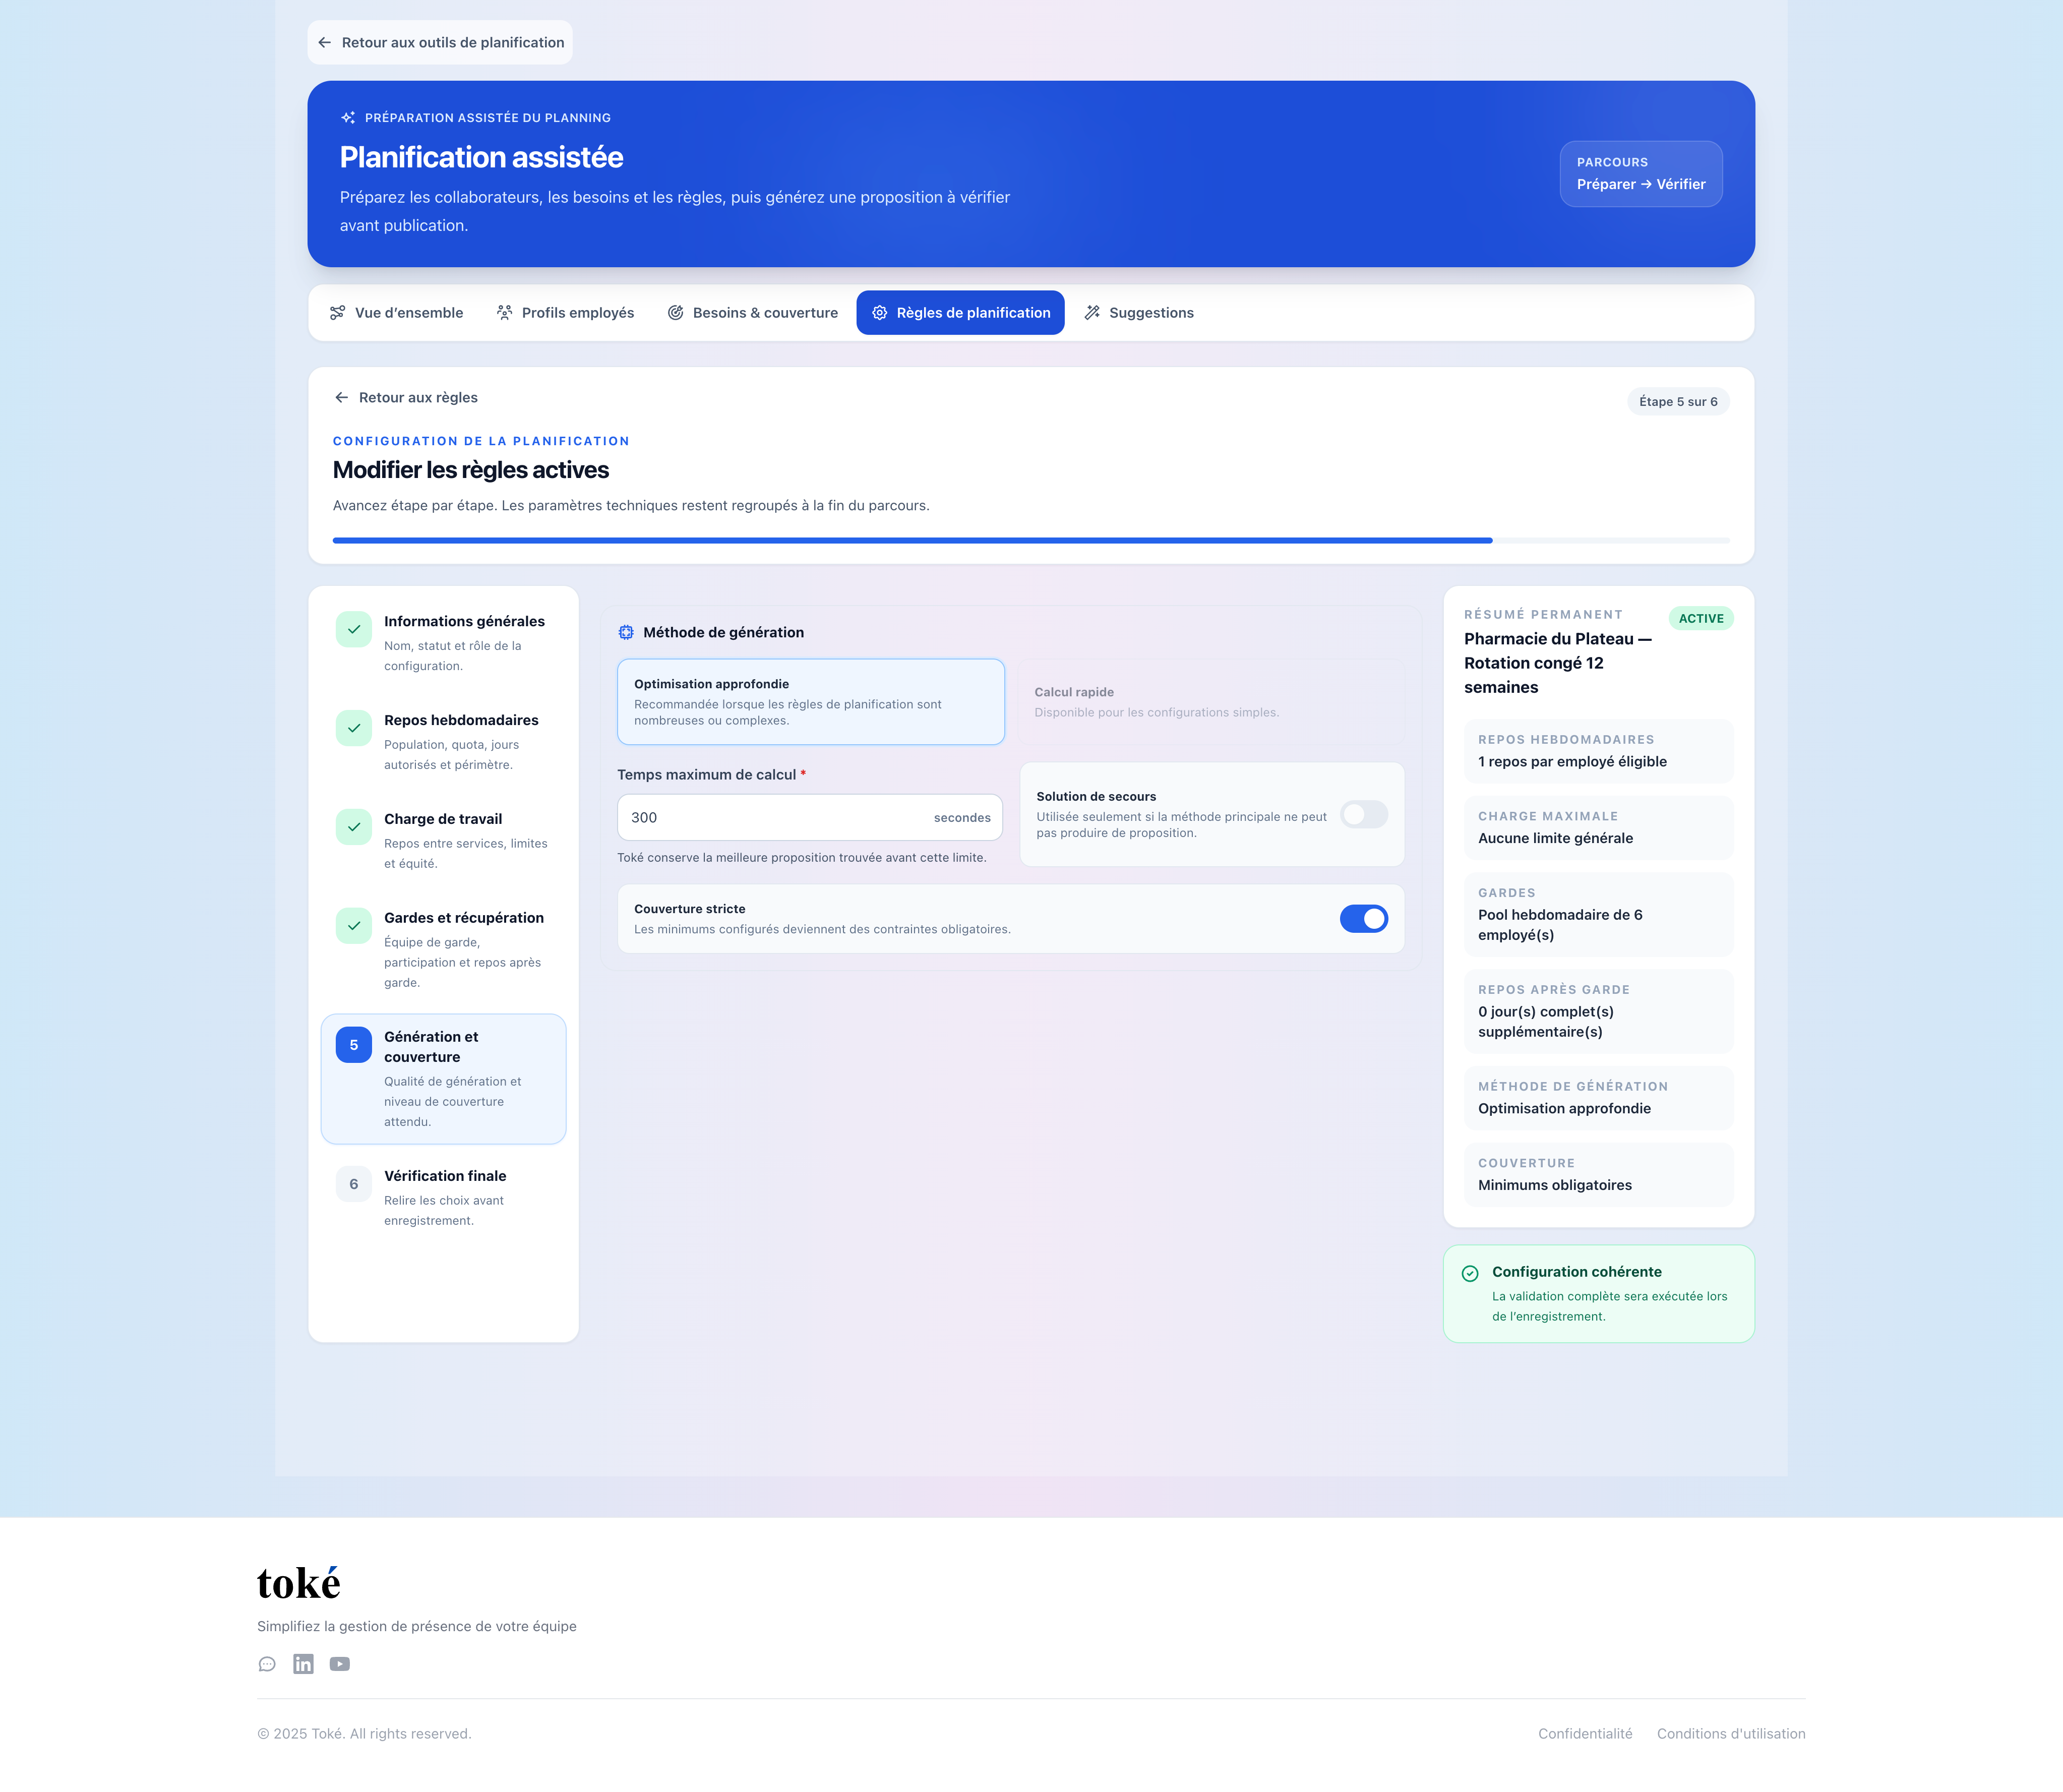 Retour aux outils de planification
PRÉPARATION ASSISTÉE DU PLANNING
Planification assistée
Préparez les collaborateurs, les besoins et les règles, puis générez une proposition à vérifier
avant publication.
PARCOURS
Préparer → Vérifier
Vue d’ensemble
Profils employés
Besoins & couverture
Règles de planification
Suggestions
Retour aux règles
Étape 5 sur 6
CONFIGURATION DE LA PLANIFICATION
Modifier les règles actives
Avancez étape par étape. Les paramètres techniques restent regroupés à la fin du parcours.
Informations générales
Nom, statut et rôle de la
configuration.
Repos hebdomadaires
Population, quota, jours
autorisés et périmètre.
Charge de travail
Repos entre services, limites
et équité.
Gardes et récupération
Équipe de garde,
participation et repos après
garde.
5
Génération et
couverture
Qualité de génération et
niveau de couverture
attendu.
6
Vérification finale
Relire les choix avant
enregistrement.
Méthode de génération
Optimisation approfondie
Recommandée lorsque les règles de planification sont
nombreuses ou complexes.
Calcul rapide
Disponible pour les configurations simples.
Temps maximum de calcul *
300
secondes
Toké conserve la meilleure proposition trouvée avant cette limite.
Solution de secours
Utilisée seulement si la méthode principale ne peut
pas produire de proposition.
Couverture stricte
Les minimums configurés deviennent des contraintes obligatoires.
RÉSUMÉ PERMANENT
ACTIVE
Pharmacie du Plateau —
Rotation congé 12
semaines
REPOS HEBDOMADAIRES
1 repos par employé éligible
CHARGE MAXIMALE
Aucune limite générale
GARDES
Pool hebdomadaire de 6
employé(s)
REPOS APRÈS GARDE
0 jour(s) complet(s)
supplémentaire(s)
MÉTHODE DE GÉNÉRATION
Optimisation approfondie
COUVERTURE
Minimums obligatoires
Configuration cohérente
La validation complète sera exécutée lors
de l’enregistrement.
toké
Simplifiez la gestion de présence de votre équipe
in
© 2025 Toké. All rights reserved.
Confidentialité
Conditions d'utilisation